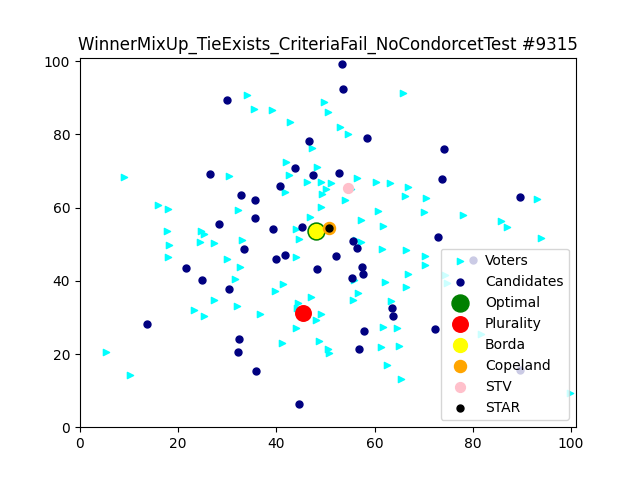 WinnerMixUp_TieExists_CriteriaFail_NoCondorcetTest #9315
100
80
60
40
20
0
0 20 40 60 80 100
Voters
Candidates
Optimal
Plurality
Borda
Copeland
STV
STAR